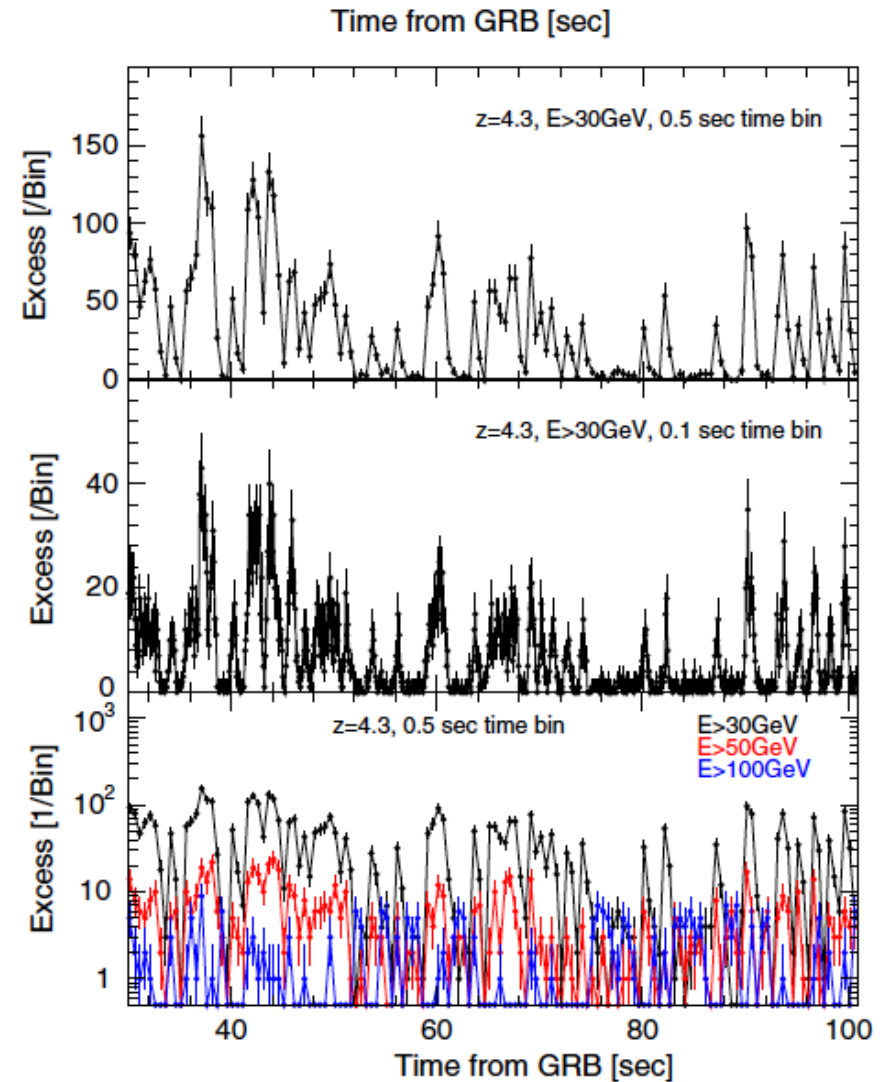 Time from GRB [sec]
z=4.3, E>30GeV, 0.5 sec time bin
Excess [/Bin]
150
100
50
0
z=4.3, E>30GeV, 0.1 sec time bin
Excess [/Bin]
40
20
0
z=4.3, 0.5 sec time bin
E>30GeV
E>50GeV
E>100GeV
Excess [1/Bin]
10³
10²
10
1
40 60 80 100
Time from GRB [sec]